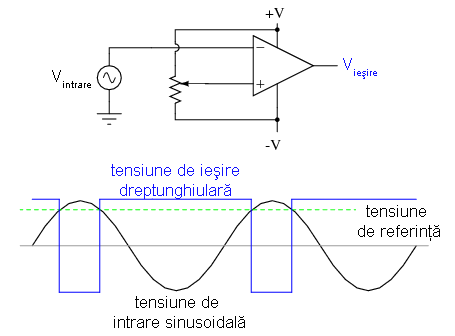 +V
−
V intrare
+
V ieşire
-V
tensiune de ieşire
dreptunghiulară
tensiune
de referinţă
tensiune de
intrare sinusoidală